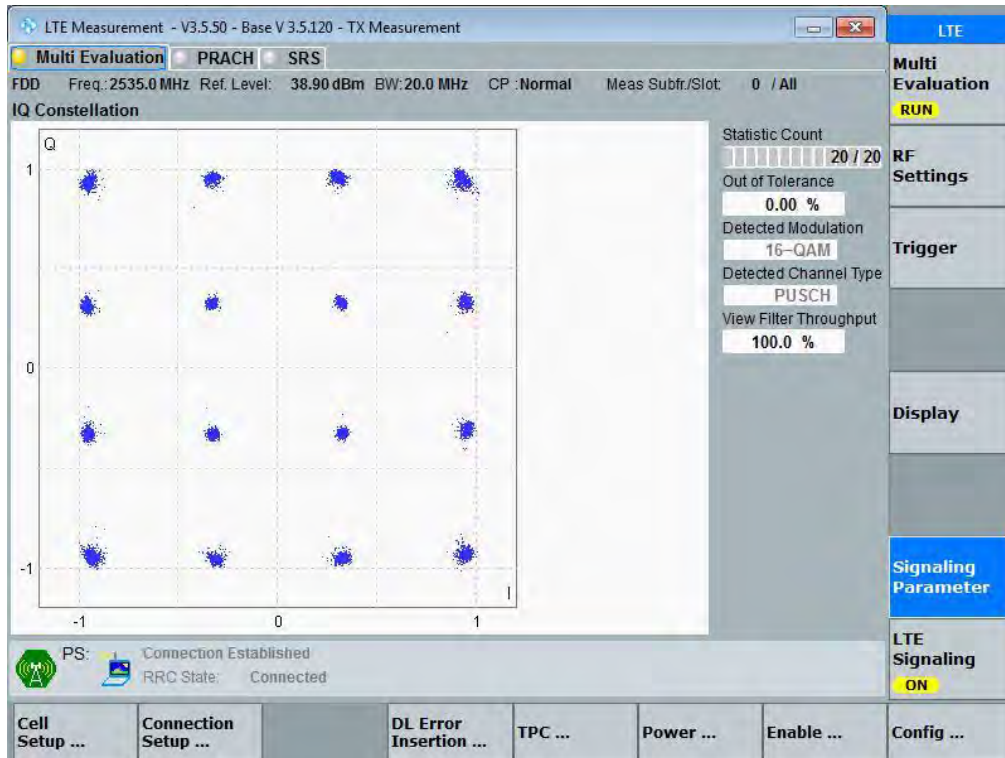 LTE Measurement - V3.5.50 - Base V 3.5.120 - TX Measurement
LTE
Multi Evaluation PRACH SRS
FDD Freq.:2535.0 MHz Ref. Level: 38.90 dBm BW:20.0 MHz CP :Normal Meas Subfr./Slot: 0 / All
IQ Constellation
Q
1
0
-1
-1 0 1
I
Statistic Count
20 / 20
Out of Tolerance
0.00 %
Detected Modulation
16-QAM
Detected Channel Type
PUSCH
View Filter Throughput
100.0 %
Multi
Evaluation
RUN
RF
Settings
Trigger
Display
Signaling
Parameter
LTE
Signaling
ON
PS: Connection Established
RRC State: Connected
Cell
Setup ...
Connection
Setup ...
DL Error
Insertion ...
TPC ...
Power ...
Enable ...
Config ...